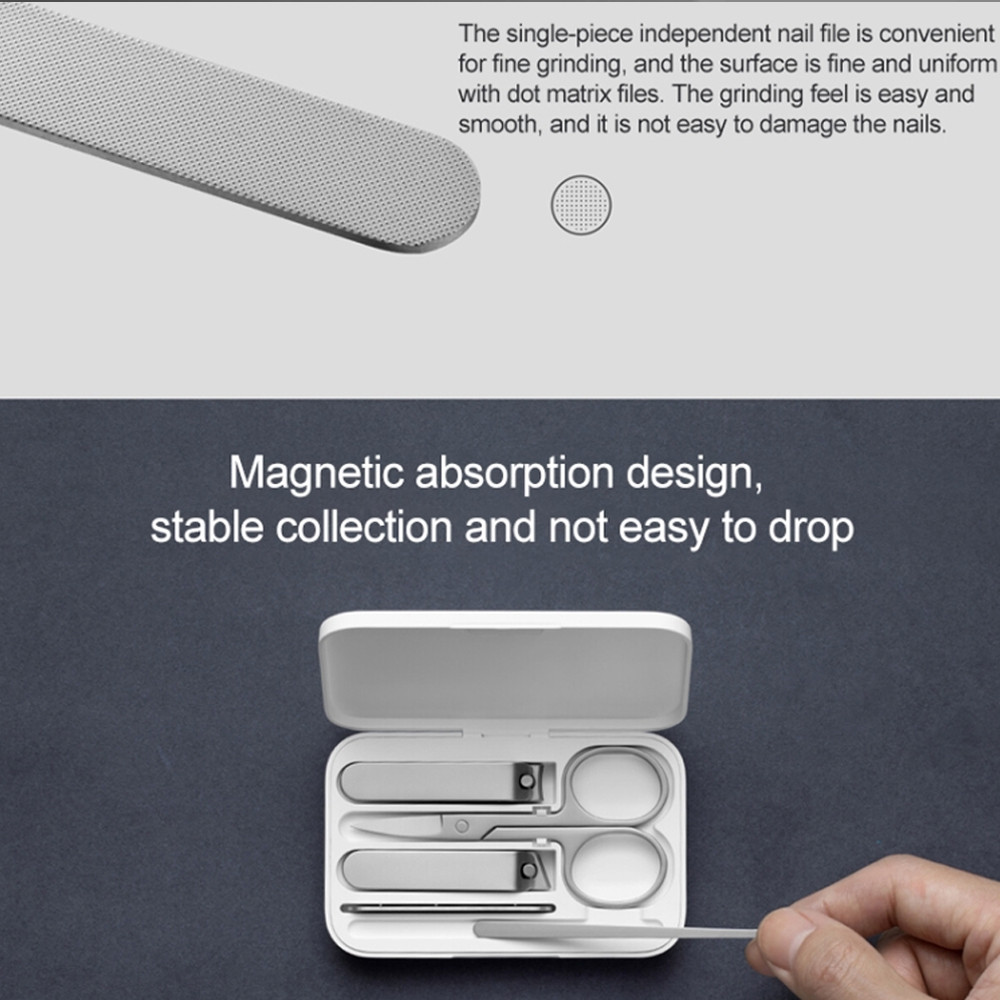 The single-piece independent nail file is convenient
for fine grinding, and the surface is fine and uniform
with dot matrix files. The grinding feel is easy and
smooth, and it is not easy to damage the nails.
Magnetic absorption design,
stable collection and not easy to drop